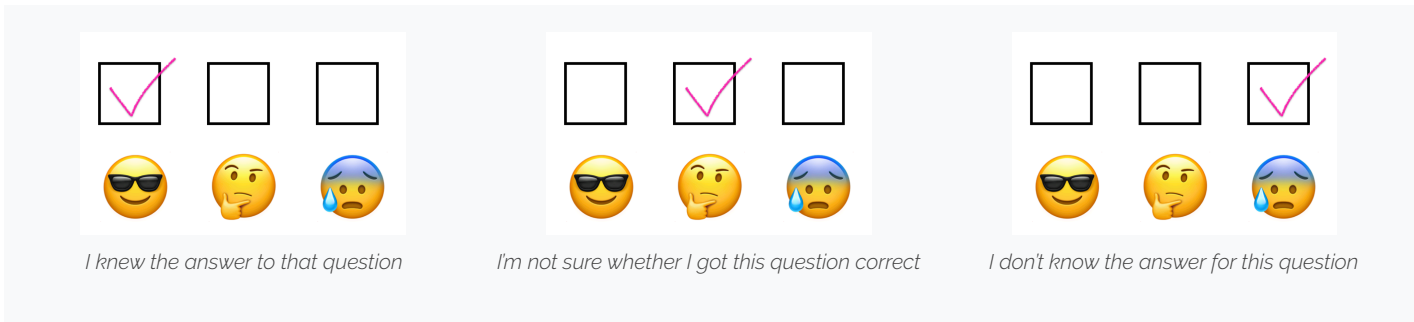 I knew the answer to that question
I'm not sure whether I got this question correct
I don't know the answer for this question